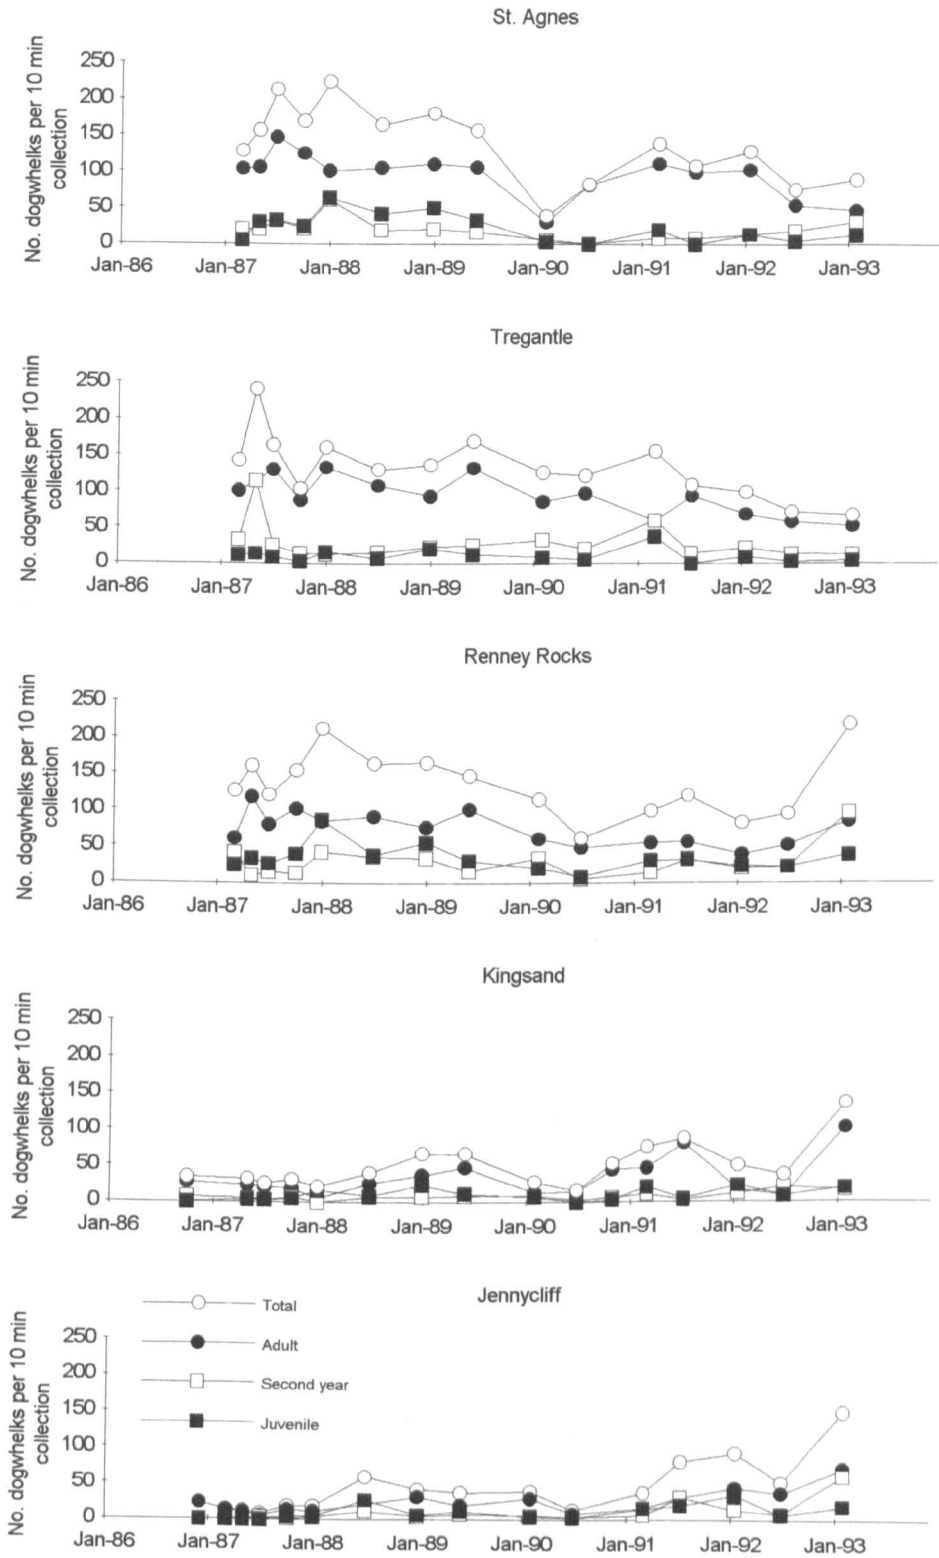 St. Agnes
No. dogwhelks per 10 min
collection
250
200
150
100
50
0
Jan-86 Jan-87 Jan-88 Jan-89 Jan-90 Jan-91 Jan-92 Jan-93
Tregantle
No. dogwhelks per 10 min
collection
250
200
150
100
50
0
Jan-86 Jan-87 Jan-88 Jan-89 Jan-90 Jan-91 Jan-92 Jan-93
Renney Rocks
No. dogwhelks per 10 min
collection
250
200
150
100
50
0
Jan-86 Jan-87 Jan-88 Jan-89 Jan-90 Jan-91 Jan-92 Jan-93
Kingsand
No. dogwhelks per 10 min
collection
250
200
150
100
50
0
Jan-86 Jan-87 Jan-88 Jan-89 Jan-90 Jan-91 Jan-92 Jan-93
Jennycliff
Total
Adult
Second year
Juvenile
No. dogwhelks per 10 min
collection
250
200
150
100
50
0
Jan-86 Jan-87 Jan-88 Jan-89 Jan-90 Jan-91 Jan-92 Jan-93